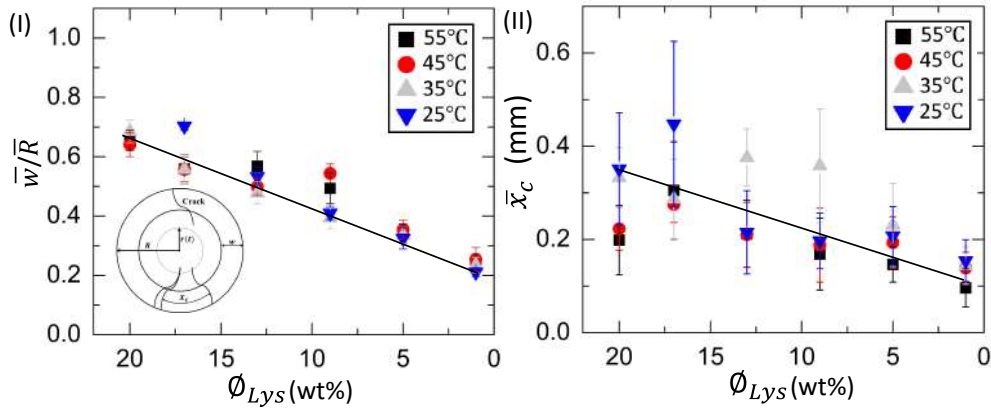 (I)
w̄/R̄
1.0
0.8
0.6
0.4
0.2
0.0
55°C
45°C
35°C
25°C
Crack
R
r(t)
w
X_c
20 15 10 5 0
Ø_Lys (wt%)
(II)
x̄_c (mm)
0.6
0.4
0.2
0.0
55°C
45°C
35°C
25°C
20 15 10 5 0
Ø_Lys (wt%)